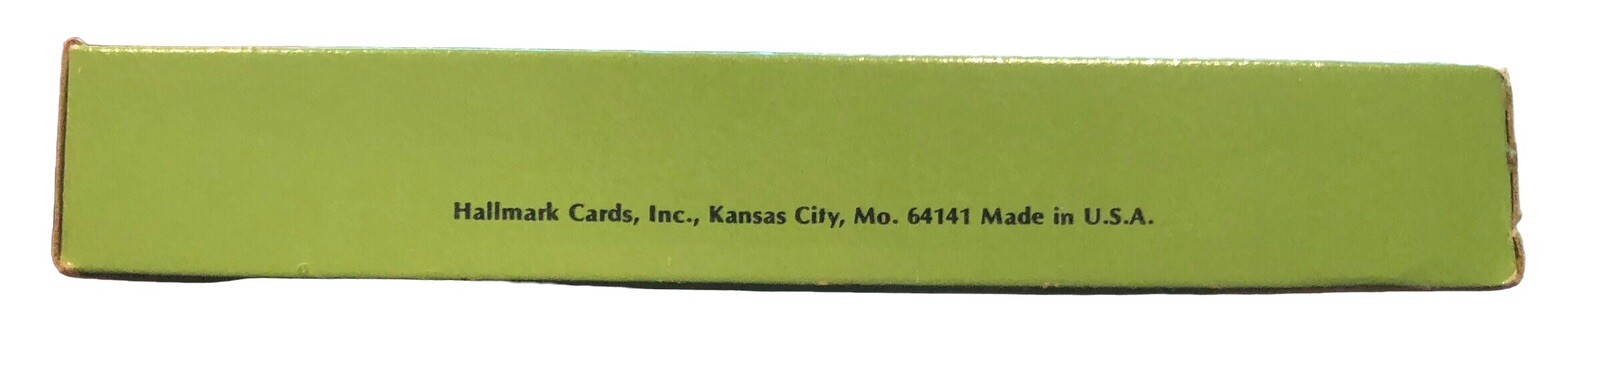 Hallmark Cards, Inc., Kansas City, Mo. 64141 Made in U.S.A.